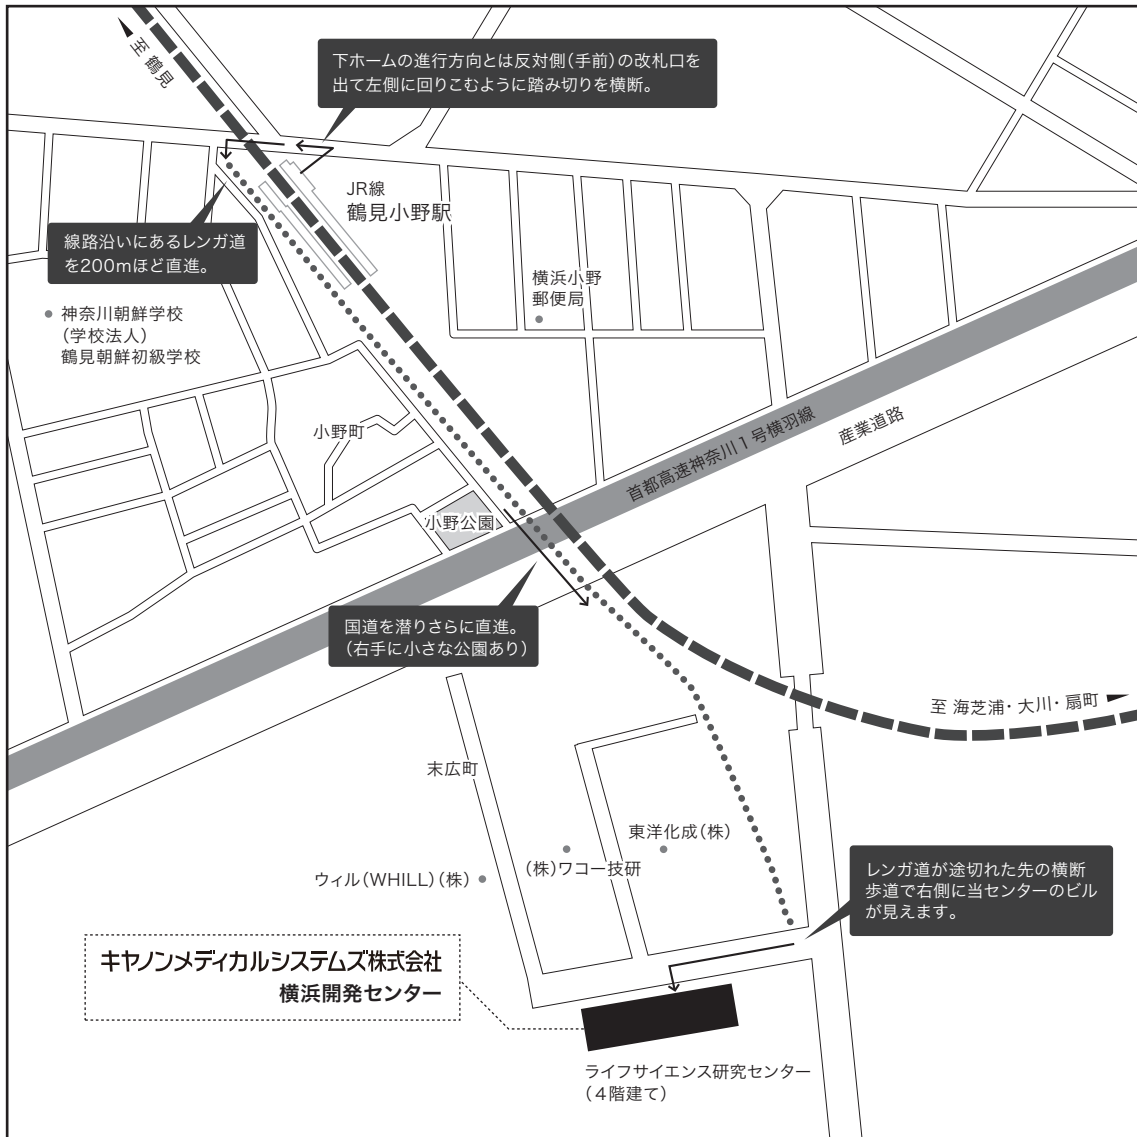 至 鶴見
下ホームの進行方向とは反対側(手前)の改札口を
出て左側に回りこむように踏み切りを横断。
JR線
鶴見小野駅
線路沿いにあるレンガ道
を200mほど直進。
横浜小野
郵便局
神奈川朝鮮学校
(学校法人)
鶴見朝鮮初級学校
小野町
首都高速神奈川1号横羽線
産業道路
小野公園
国道を潜りさらに直進。
(右手に小さな公園あり)
至 海芝浦・大川・扇町
末広町
東洋化成(株)
(株)ワコー技研
ウィル(WHILL)(株)
レンガ道が途切れた先の横断
歩道で右側に当センターのビル
が見えます。
キヤノンメディカルシステムズ株式会社
横浜開発センター
ライフサイエンス研究センター
(4階建て)